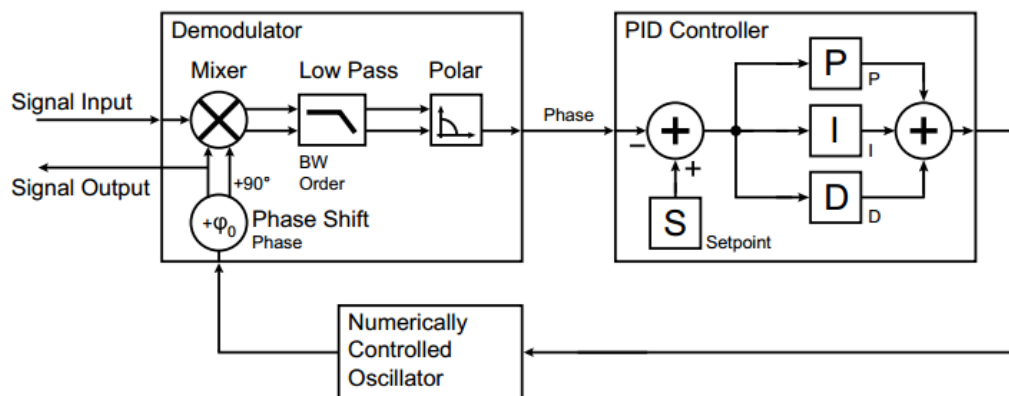 Demodulator
Mixer
Low Pass
Polar
Signal Input
Signal Output
+90°
BW
Order
+φ₀
Phase Shift
Phase
Phase
PID Controller
−
+
+
S
Setpoint
P
P
I
I
D
D
+
Numerically
Controlled
Oscillator